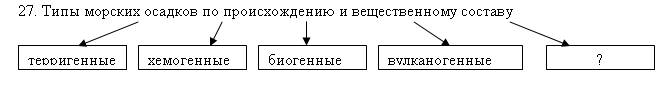 27. Типы морских осадков по происхождению и вещественному составу
терригенные хемогенные биогенные вулканогенные ?